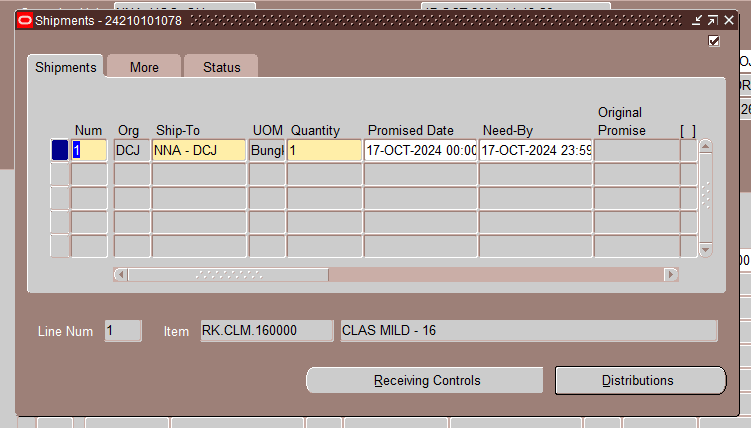 Shipments - 24210101078
Shipments More Status
Original
Num Org Ship-To UOM Quantity Promised Date Need-By Promise [ ]
1 DCJ NNA - DCJ Bungk 1 17-OCT-2024 00:00 17-OCT-2024 23:59
Line Num 1 Item RK.CLM.160000 CLAS MILD - 16
Receiving Controls Distributions